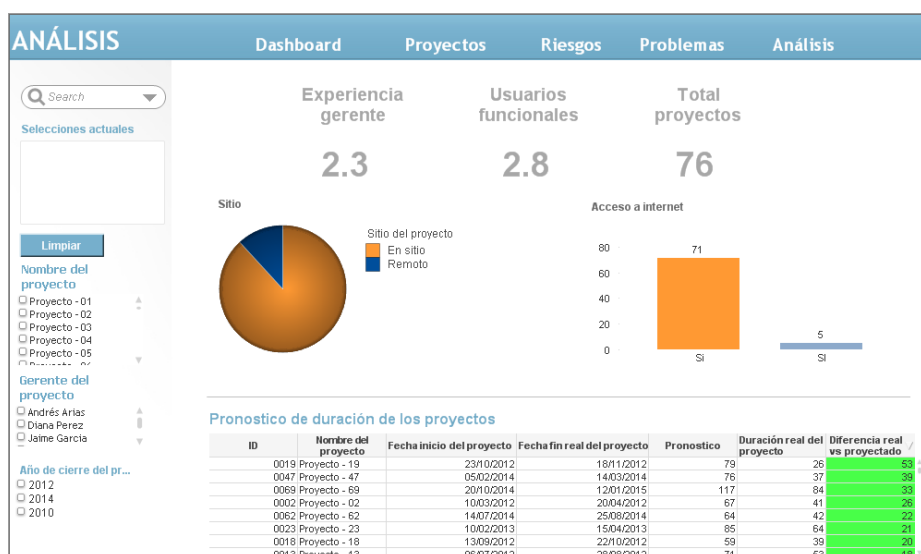 ANÁLISIS
Dashboard Proyectos Riesgos Problemas Análisis
Search
Selecciones actuales
Limpiar
Nombre del
proyecto
Proyecto - 01
Proyecto - 02
Proyecto - 03
Proyecto - 04
Proyecto - 05
Gerente del
proyecto
Andrés Arias
Diana Perez
Jaime Garcia
Año de cierre del pr...
2012
2014
2010
Experiencia
gerente
2.3
Usuarios
funcionales
2.8
Total
proyectos
76
Sitio
Sitio del proyecto
En sitio
Remoto
Acceso a internet
80
60
40
20
0
71
5
Si
SI
Pronostico de duración de los proyectos
ID Nombre del proyecto Fecha inicio del proyecto Fecha fin real del proyecto Pronostico Duración real del proyecto Diferencia real vs proyectado
0019 Proyecto - 19 23/10/2012 18/11/2012 79 26 53
0047 Proyecto - 47 05/02/2014 14/03/2014 76 37 39
0069 Proyecto - 69 20/10/2014 12/01/2015 117 84 33
0002 Proyecto - 02 10/03/2012 20/04/2012 67 41 26
0062 Proyecto - 62 14/07/2014 25/08/2014 64 42 22
0023 Proyecto - 23 10/02/2013 15/04/2013 85 64 21
0018 Proyecto - 18 13/09/2012 22/10/2012 59 39 20